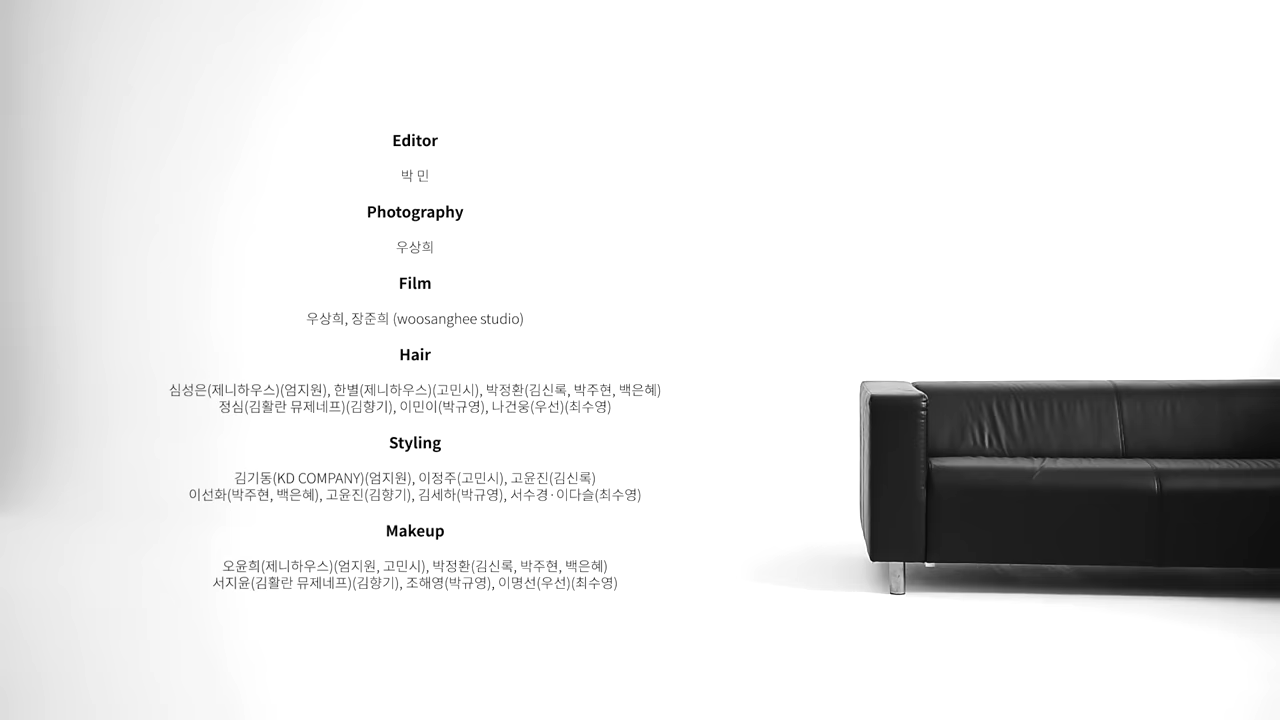 Editor
박 민
Photography
우상희
Film
우상희, 장준희 (woosanghee studio)
Hair
심성은(제니하우스)(엄지원), 한별(제니하우스)(고민시), 박정환(김신록, 박주현, 백은혜)
정심(김활란 뮤제네프)(김향기), 이민이(박규영), 나건웅(우선)(최수영)
Styling
김기동(KD COMPANY)(엄지원), 이정주(고민시), 고윤진(김신록)
이선화(박주현, 백은혜), 고윤진(김향기), 김세하(박규영), 서수경·이다슬(최수영)
Makeup
오윤희(제니하우스)(엄지원, 고민시), 박정환(김신록, 박주현, 백은혜)
서지윤(김활란 뮤제네프)(김향기), 조해영(박규영), 이명선(우선)(최수영)